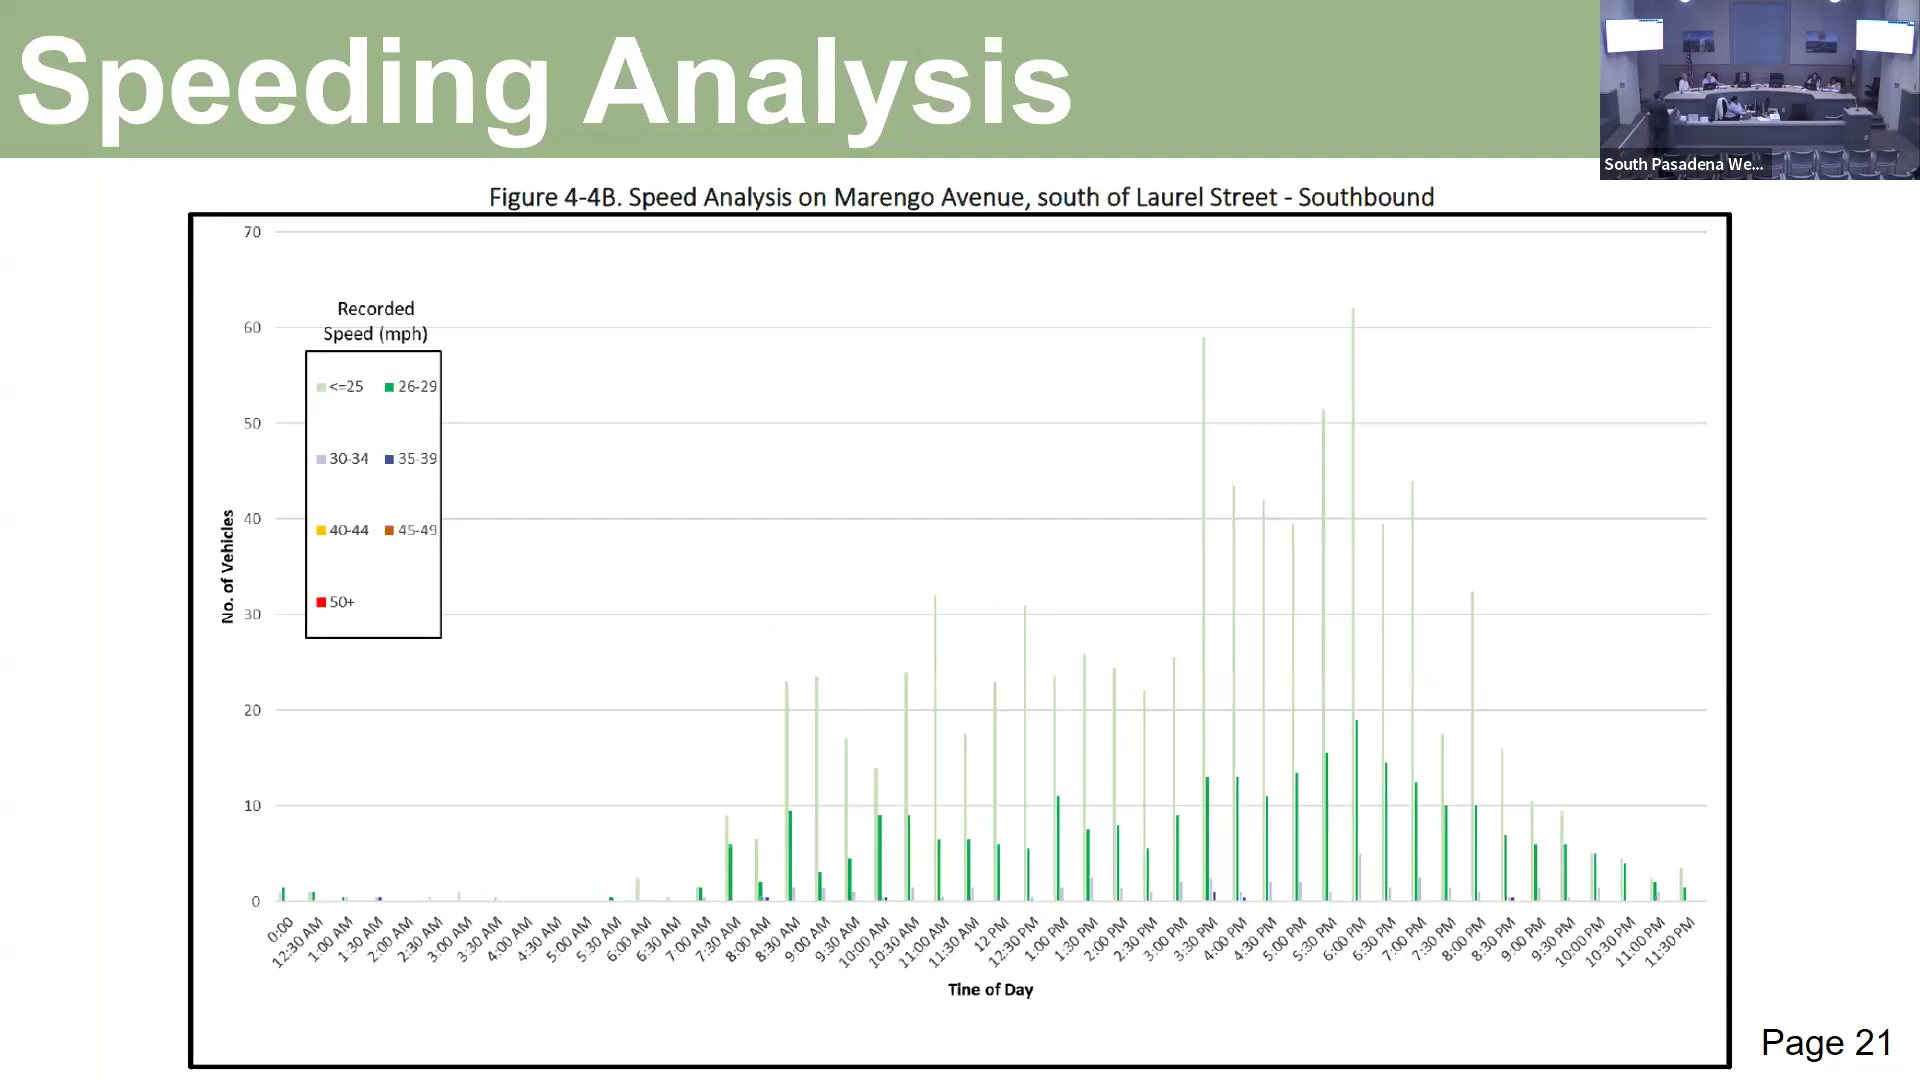 Speeding Analysis
South Pasadena We...
Figure 4-4B. Speed Analysis on Marengo Avenue, south of Laurel Street - Southbound
70
60
50
40
30
20
10
0
No. of Vehicles
Recorded
Speed (mph)
<=25 26-29
30-34 35-39
40-44 45-49
50+
0:00
12:30 AM
1:00 AM
1:30 AM
2:00 AM
2:30 AM
3:00 AM
3:30 AM
4:00 AM
4:30 AM
5:00 AM
5:30 AM
6:00 AM
6:30 AM
7:00 AM
7:30 AM
8:00 AM
8:30 AM
9:00 AM
9:30 AM
10:00 AM
10:30 AM
11:00 AM
11:30 AM
12 PM
12:30 PM
1:00 PM
1:30 PM
2:00 PM
2:30 PM
3:00 PM
3:30 PM
4:00 PM
4:30 PM
5:00 PM
5:30 PM
6:00 PM
6:30 PM
7:00 PM
7:30 PM
8:00 PM
8:30 PM
9:00 PM
9:30 PM
10:00 PM
10:30 PM
11:00 PM
11:30 PM
Tine of Day
Page 21